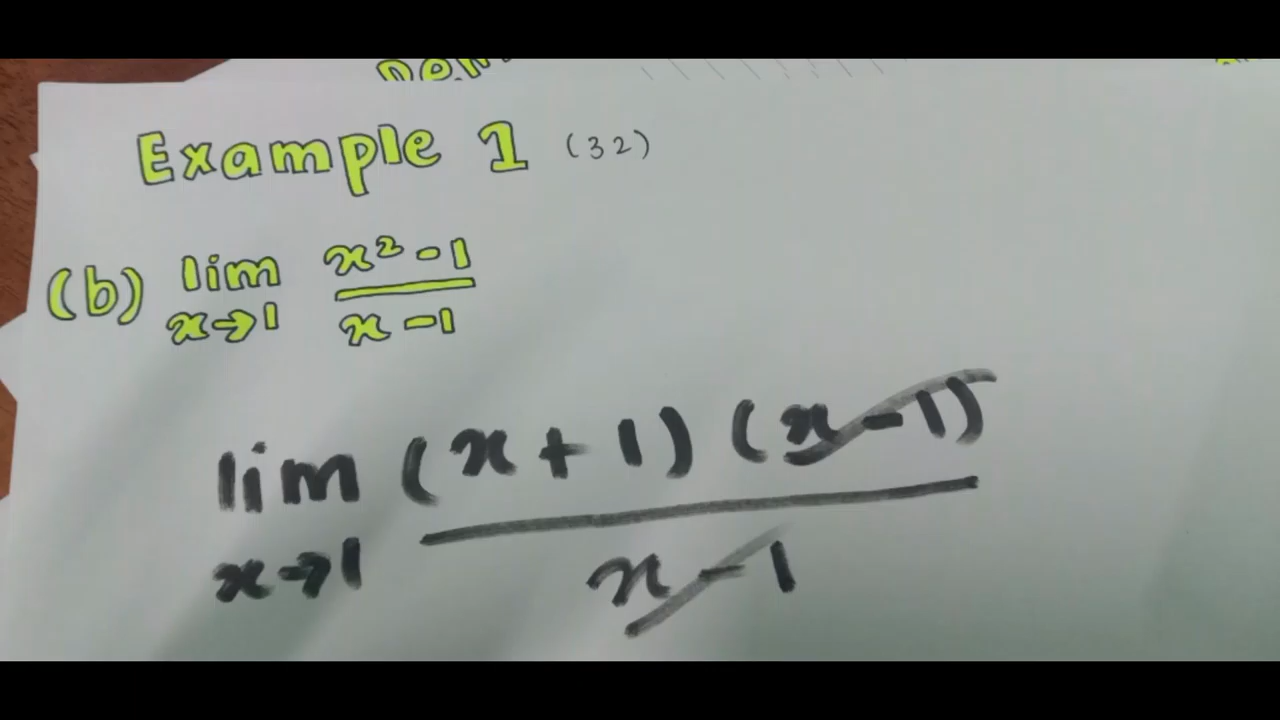 Example 1 (32)
(b) lim x→1 x² - 1 / x - 1
lim x→1 (x + 1) (x - 1) / x - 1